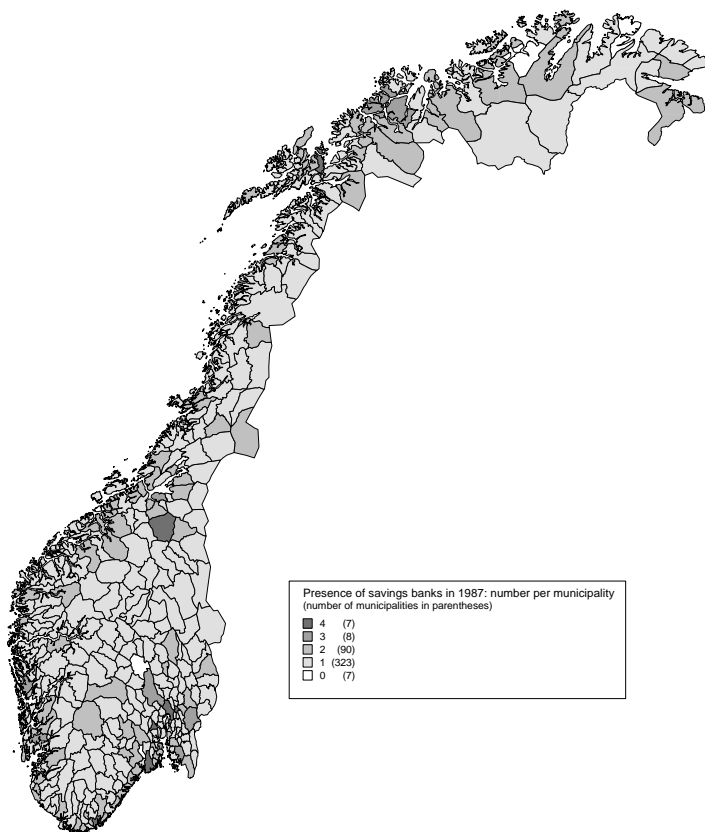 Presence of savings banks in 1987: number per municipality
(number of municipalities in parentheses)
4 (7)
3 (8)
2 (90)
1 (323)
0 (7)